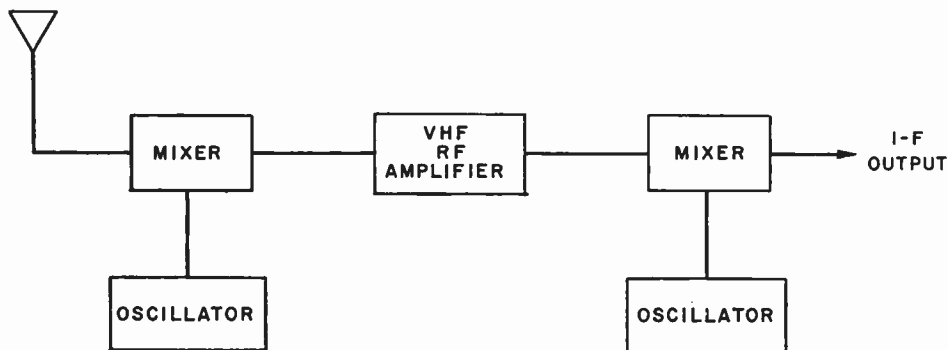 MIXER
VHF
RF
AMPLIFIER
MIXER
I-F
OUTPUT
OSCILLATOR
OSCILLATOR